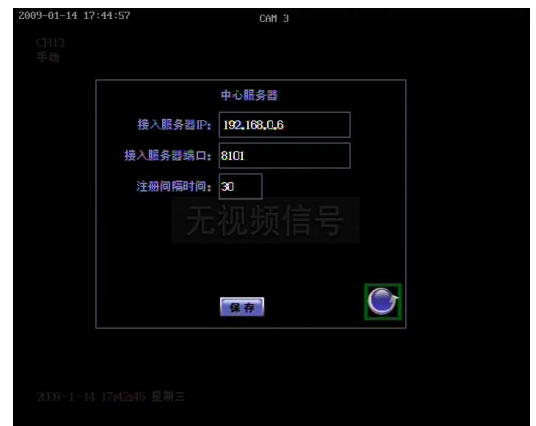 2009-01-14 17:44:57
CAM 3
CH13
手动
中心服务器
接入服务器IP: 192.168.0.6
接入服务器端口: 8101
注册间隔时间: 30
无视频信号
保存
2009-1-14 17:42:45 星期三